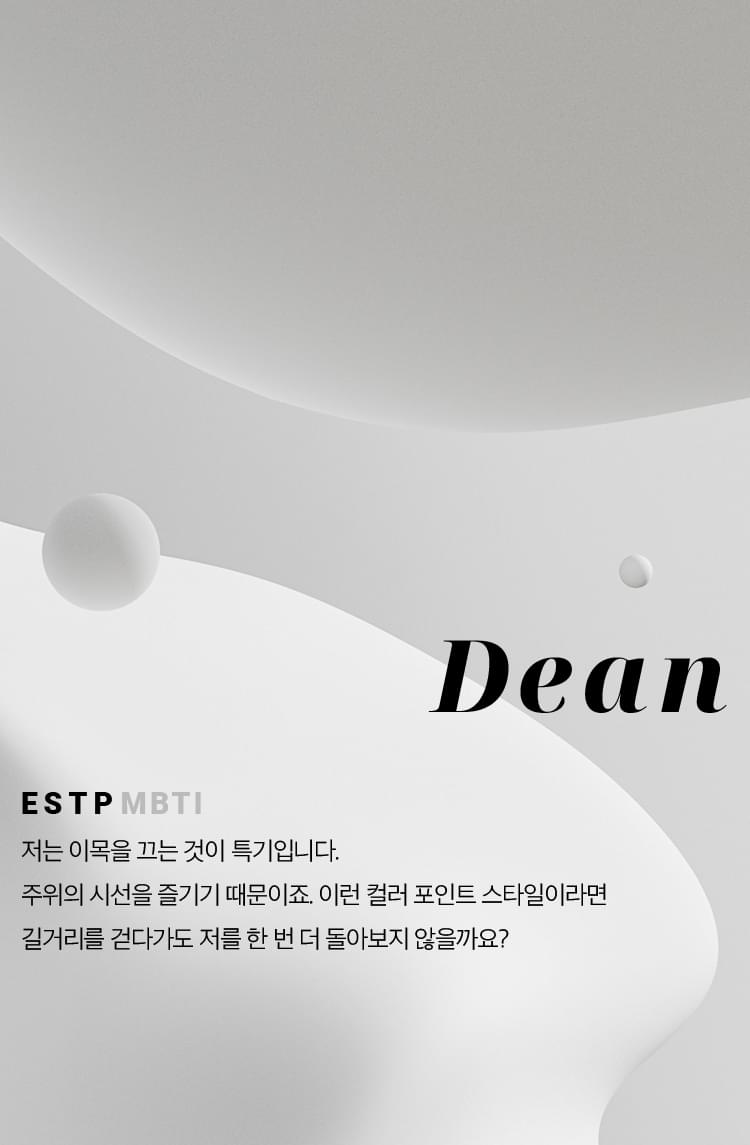 Dean
ESTP MBTI
저는 이목을 끄는 것이 특기입니다.
주위의 시선을 즐기기 때문이죠. 이런 컬러 포인트 스타일이라면
길거리를 걷다가도 저를 한 번 더 돌아보지 않을까요?